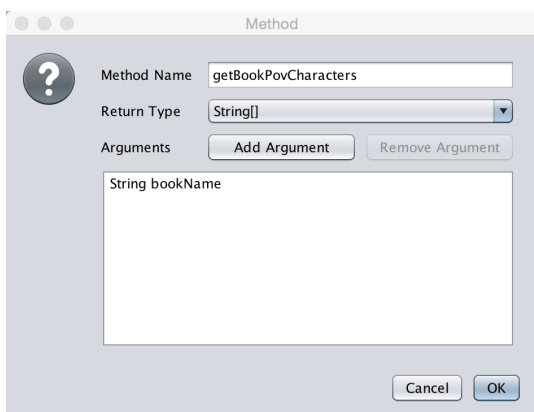 Method
Method Name getBookPovCharacters
Return Type String[]
Arguments Add Argument Remove Argument
String bookName
Cancel OK